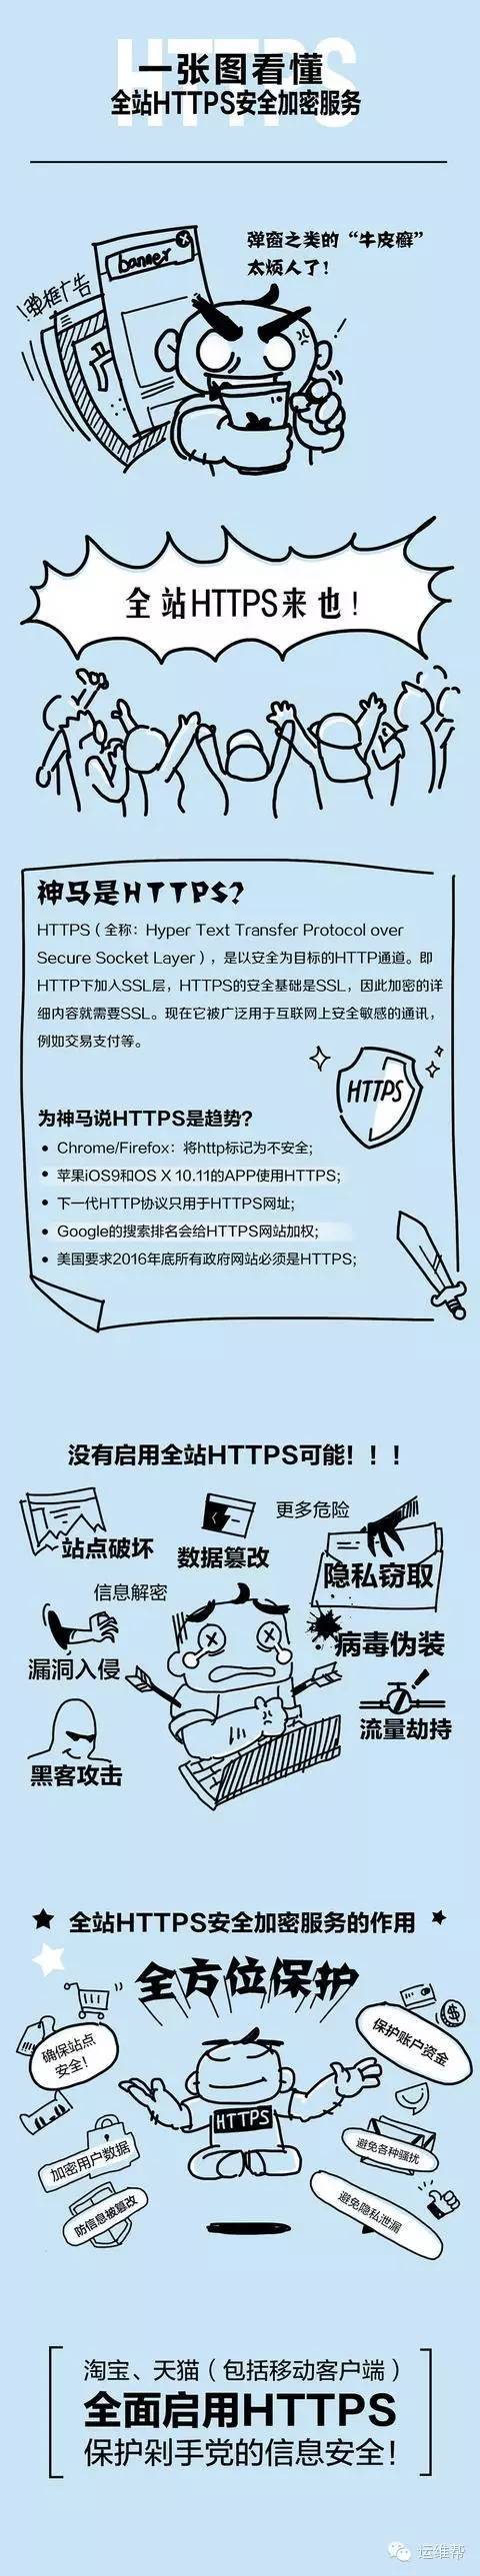 HTTPS
一张图看懂
全站HTTPS安全加密服务
弹窗之类的“牛皮癣”
太烦人了！
banner
弹框广告
广
全站HTTPS来也！
神马是HTTPS？
HTTPS（全称：Hyper Text Transfer Protocol over
Secure Socket Layer），是以安全为目标的HTTP通道。即
HTTP下加入SSL层，HTTPS的安全基础是SSL，因此加密的详
细内容就需要SSL。现在它被广泛用于互联网上安全敏感的通讯，
例如交易支付等。
HTTPS
为神马说HTTPS是趋势？
• Chrome/Firefox：将http标记为不安全;
• 苹果iOS9和OS X 10.11的APP使用HTTPS;
• 下一代HTTP协议只用于HTTPS网址;
• Google的搜索排名会给HTTPS网站加权;
• 美国要求2016年底所有政府网站必须是HTTPS;
没有启用全站HTTPS可能！！！
更多危险
站点破坏
数据篡改
隐私窃取
信息解密
病毒伪装
漏洞入侵
流量劫持
黑客攻击
全站HTTPS安全加密服务的作用
全方位保护
确保站点
安全！
保护账户资金
HTTPS
加密用户数据
避免各种骚扰
防信息被篡改
避免隐私泄漏
淘宝、天猫（包括移动客户端）
全面启用HTTPS
保护剁手党的信息安全！
运维帮